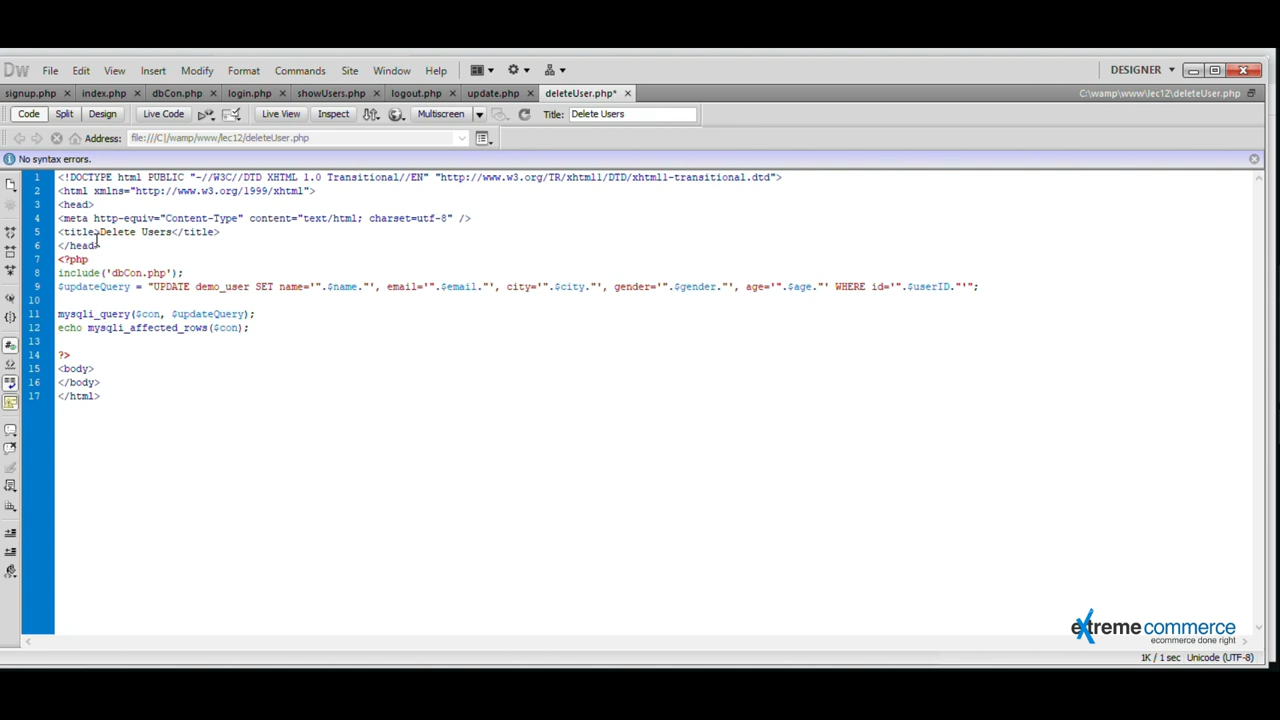 Dw File Edit View Insert Modify Format Commands Site Window Help DESIGNER
signup.php × index.php × dbCon.php × login.php × showUsers.php × logout.php × update.php × deleteUser.php* × C:\wamp\www\lec12\deleteUser.php
Code Split Design Live Code Live View Inspect Multiscreen Title: Delete Users
Address: file:///C|/wamp/www/lec12/deleteUser.php
No syntax errors.
1 <!DOCTYPE html PUBLIC "-//W3C//DTD XHTML 1.0 Transitional//EN" "http://www.w3.org/TR/xhtml1/DTD/xhtml1-transitional.dtd">
2 <html xmlns="http://www.w3.org/1999/xhtml">
3 <head>
4 <meta http-equiv="Content-Type" content="text/html; charset=utf-8" />
5 <title>Delete Users</title>
6 </head>
7 <?php
8 include('dbCon.php');
9 $updateQuery = "UPDATE demo_user SET name='".$name."', email='".$email."', city='".$city."', gender='".$gender."', age='".$age."' WHERE id='".$userID."'";
10
11 mysqli_query($con, $updateQuery);
12 echo mysqli_affected_rows($con);
13
14 ?>
15 <body>
16 </body>
17 </html>
extreme commerce
ecommerce done right
1K / 1 sec Unicode (UTF-8)